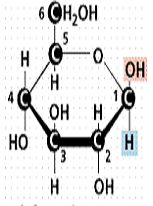 6 CH₂OH
5
H C O OH
H
4 C H 1 C
OH H
HO C C H
3 2
H OH